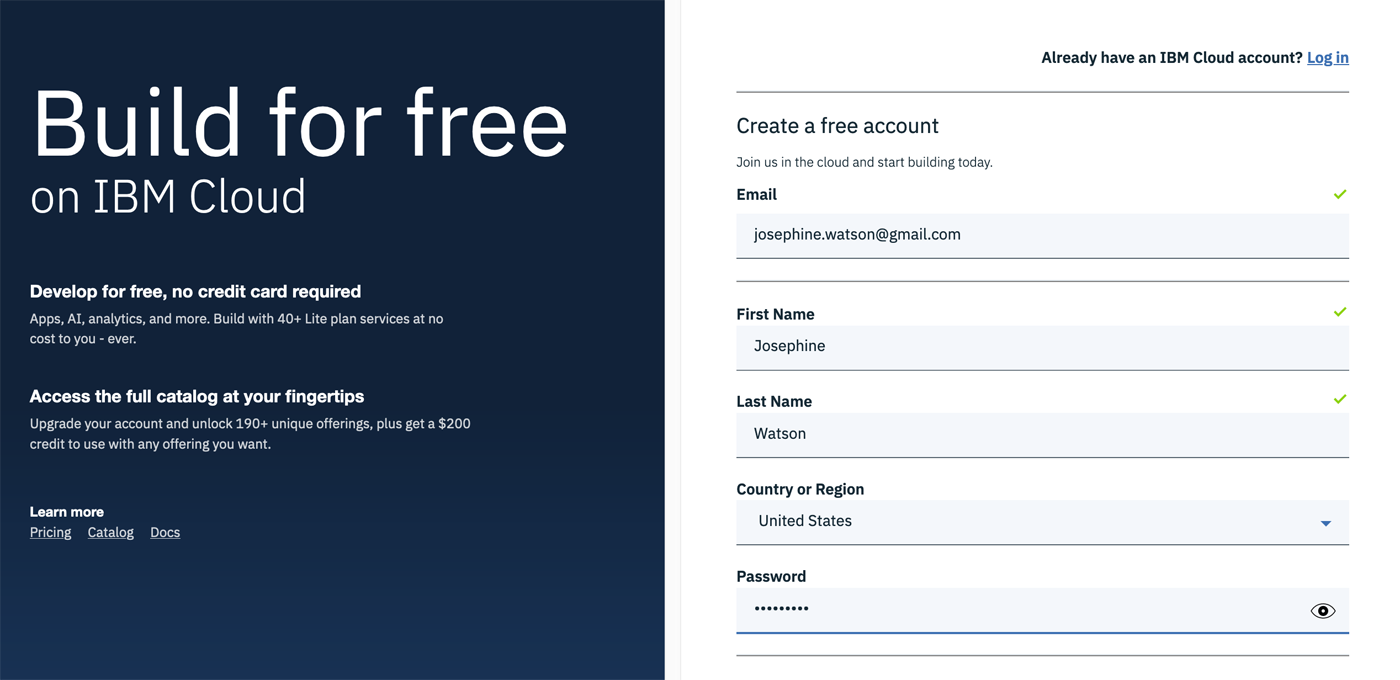 Build for free
on IBM Cloud
Develop for free, no credit card required
Apps, AI, analytics, and more. Build with 40+ Lite plan services at no
cost to you - ever.
Access the full catalog at your fingertips
Upgrade your account and unlock 190+ unique offerings, plus get a $200
credit to use with any offering you want.
Learn more
Pricing Catalog Docs
Already have an IBM Cloud account? Log in
Create a free account
Join us in the cloud and start building today.
Email
josephine.watson@gmail.com
First Name
Josephine
Last Name
Watson
Country or Region
United States
Password
•••••••••